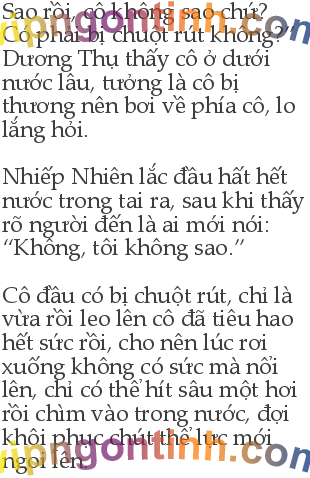 Sao rồi, cô không sao chứ?
Có phải bị chuột rút không?”
Dương Thụ thấy cô ở dưới
nước lâu, tưởng là cô bị
thương nên bơi về phía cô, lo
lắng hỏi.
Nhiếp Nhiên lắc đầu hất hết
nước trong tai ra, sau khi thấy
rõ người đến là ai mới nói:
“Không, tôi không sao.”
Cô đâu có bị chuột rút, chỉ là
vừa rồi leo lên cô đã tiêu hao
hết sức rồi, cho nên lúc rơi
xuống không có sức mà nổi
lên, chỉ có thể hít sâu một hơi
rồi chìm vào trong nước, đợi
khôi phục chút thể lực mới
ngoi lên.
vipngontinh.com
vipngontinh.com